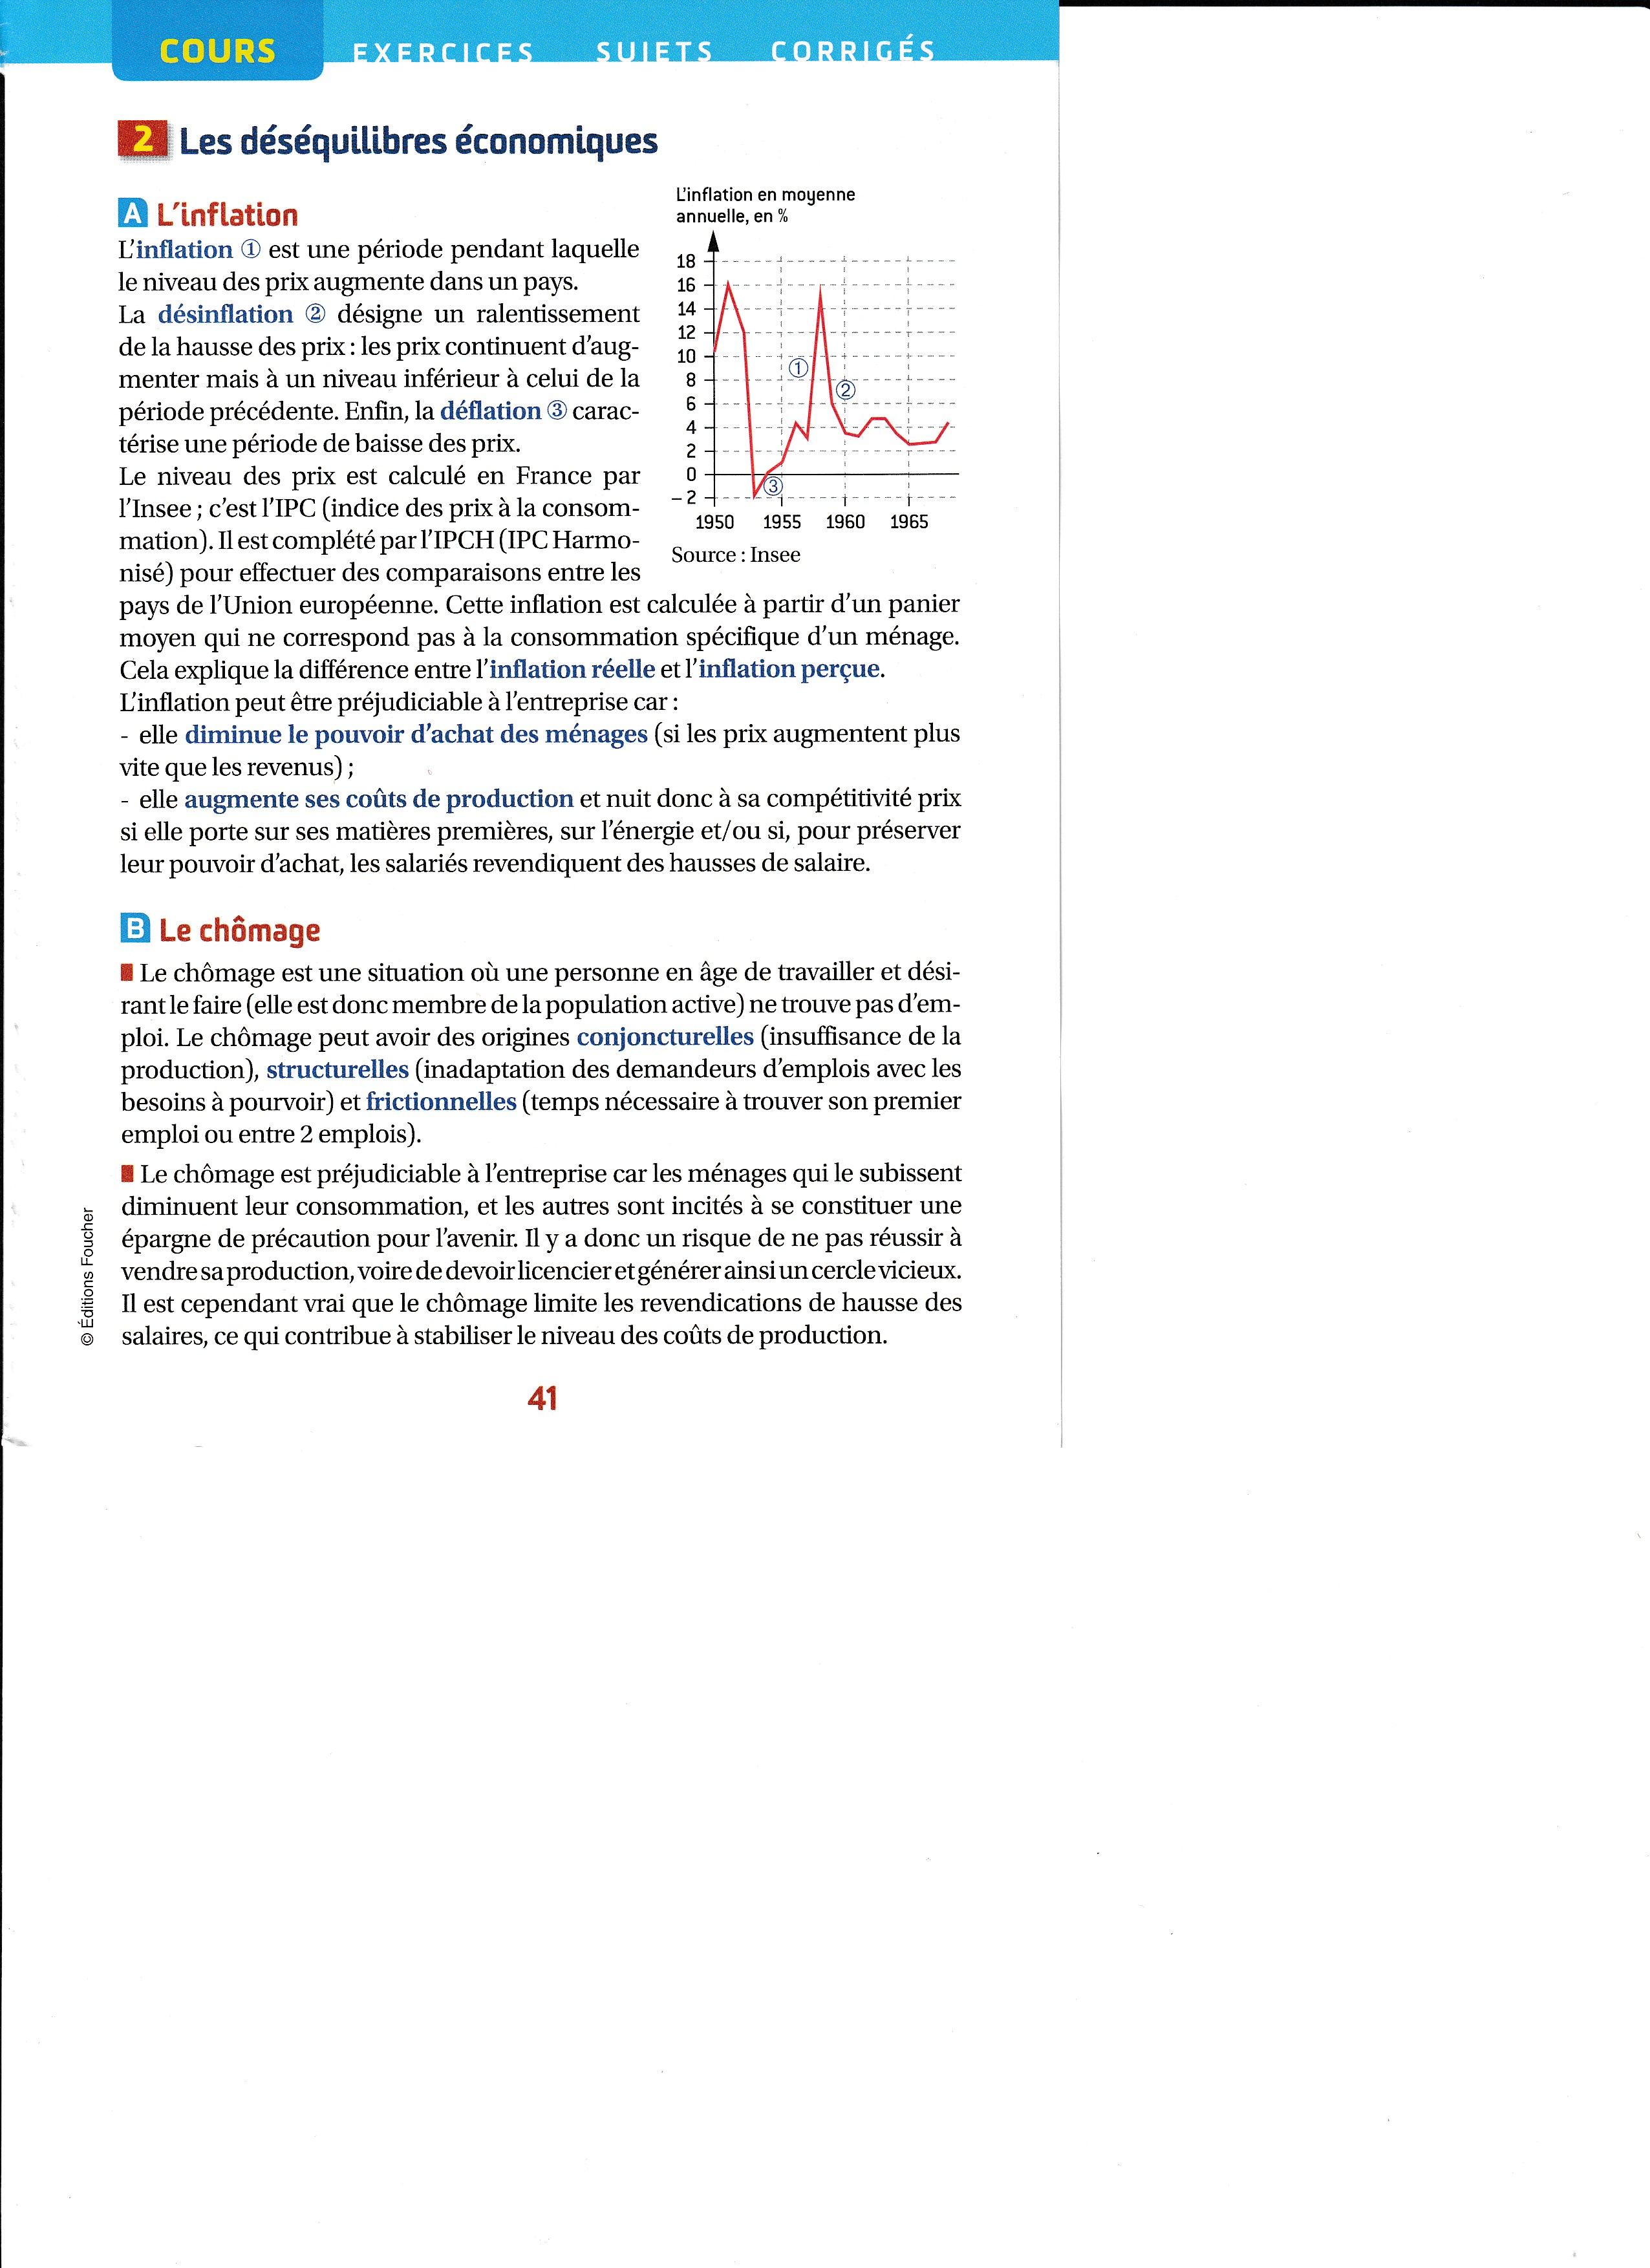 COURS EXERCICES SUJETS CORRIGÉS
2 Les déséquilibres économiques
A L'inflation
L'inflation ① est une période pendant laquelle
le niveau des prix augmente dans un pays.
La désinflation ② désigne un ralentissement
de la hausse des prix : les prix continuent d'aug-
menter mais à un niveau inférieur à celui de la
période précédente. Enfin, la déflation ③ carac-
térise une période de baisse des prix.
Le niveau des prix est calculé en France par
l'Insee ; c'est l'IPC (indice des prix à la consom-
mation). Il est complété par l'IPCH (IPC Harmo-
nisé) pour effectuer des comparaisons entre les
L'inflation en moyenne
annuelle, en %
18
16
14
12
10
8
6
4
2
0
– 2
①
②
③
1950 1955 1960 1965
Source : Insee
pays de l'Union européenne. Cette inflation est calculée à partir d'un panier
moyen qui ne correspond pas à la consommation spécifique d'un ménage.
Cela explique la différence entre l'inflation réelle et l'inflation perçue.
L'inflation peut être préjudiciable à l'entreprise car :
- elle diminue le pouvoir d'achat des ménages (si les prix augmentent plus
vite que les revenus) ;
- elle augmente ses coûts de production et nuit donc à sa compétitivité prix
si elle porte sur ses matières premières, sur l'énergie et/ou si, pour préserver
leur pouvoir d'achat, les salariés revendiquent des hausses de salaire.
B Le chômage
Le chômage est une situation où une personne en âge de travailler et dési-
rant le faire (elle est donc membre de la population active) ne trouve pas d'em-
ploi. Le chômage peut avoir des origines conjoncturelles (insuffisance de la
production), structurelles (inadaptation des demandeurs d'emplois avec les
besoins à pourvoir) et frictionnelles (temps nécessaire à trouver son premier
emploi ou entre 2 emplois).
Le chômage est préjudiciable à l'entreprise car les ménages qui le subissent
diminuent leur consommation, et les autres sont incités à se constituer une
épargne de précaution pour l'avenir. Il y a donc un risque de ne pas réussir à
vendre sa production, voire de devoir licencier et générer ainsi un cercle vicieux.
Il est cependant vrai que le chômage limite les revendications de hausse des
salaires, ce qui contribue à stabiliser le niveau des coûts de production.
© Éditions Foucher
41